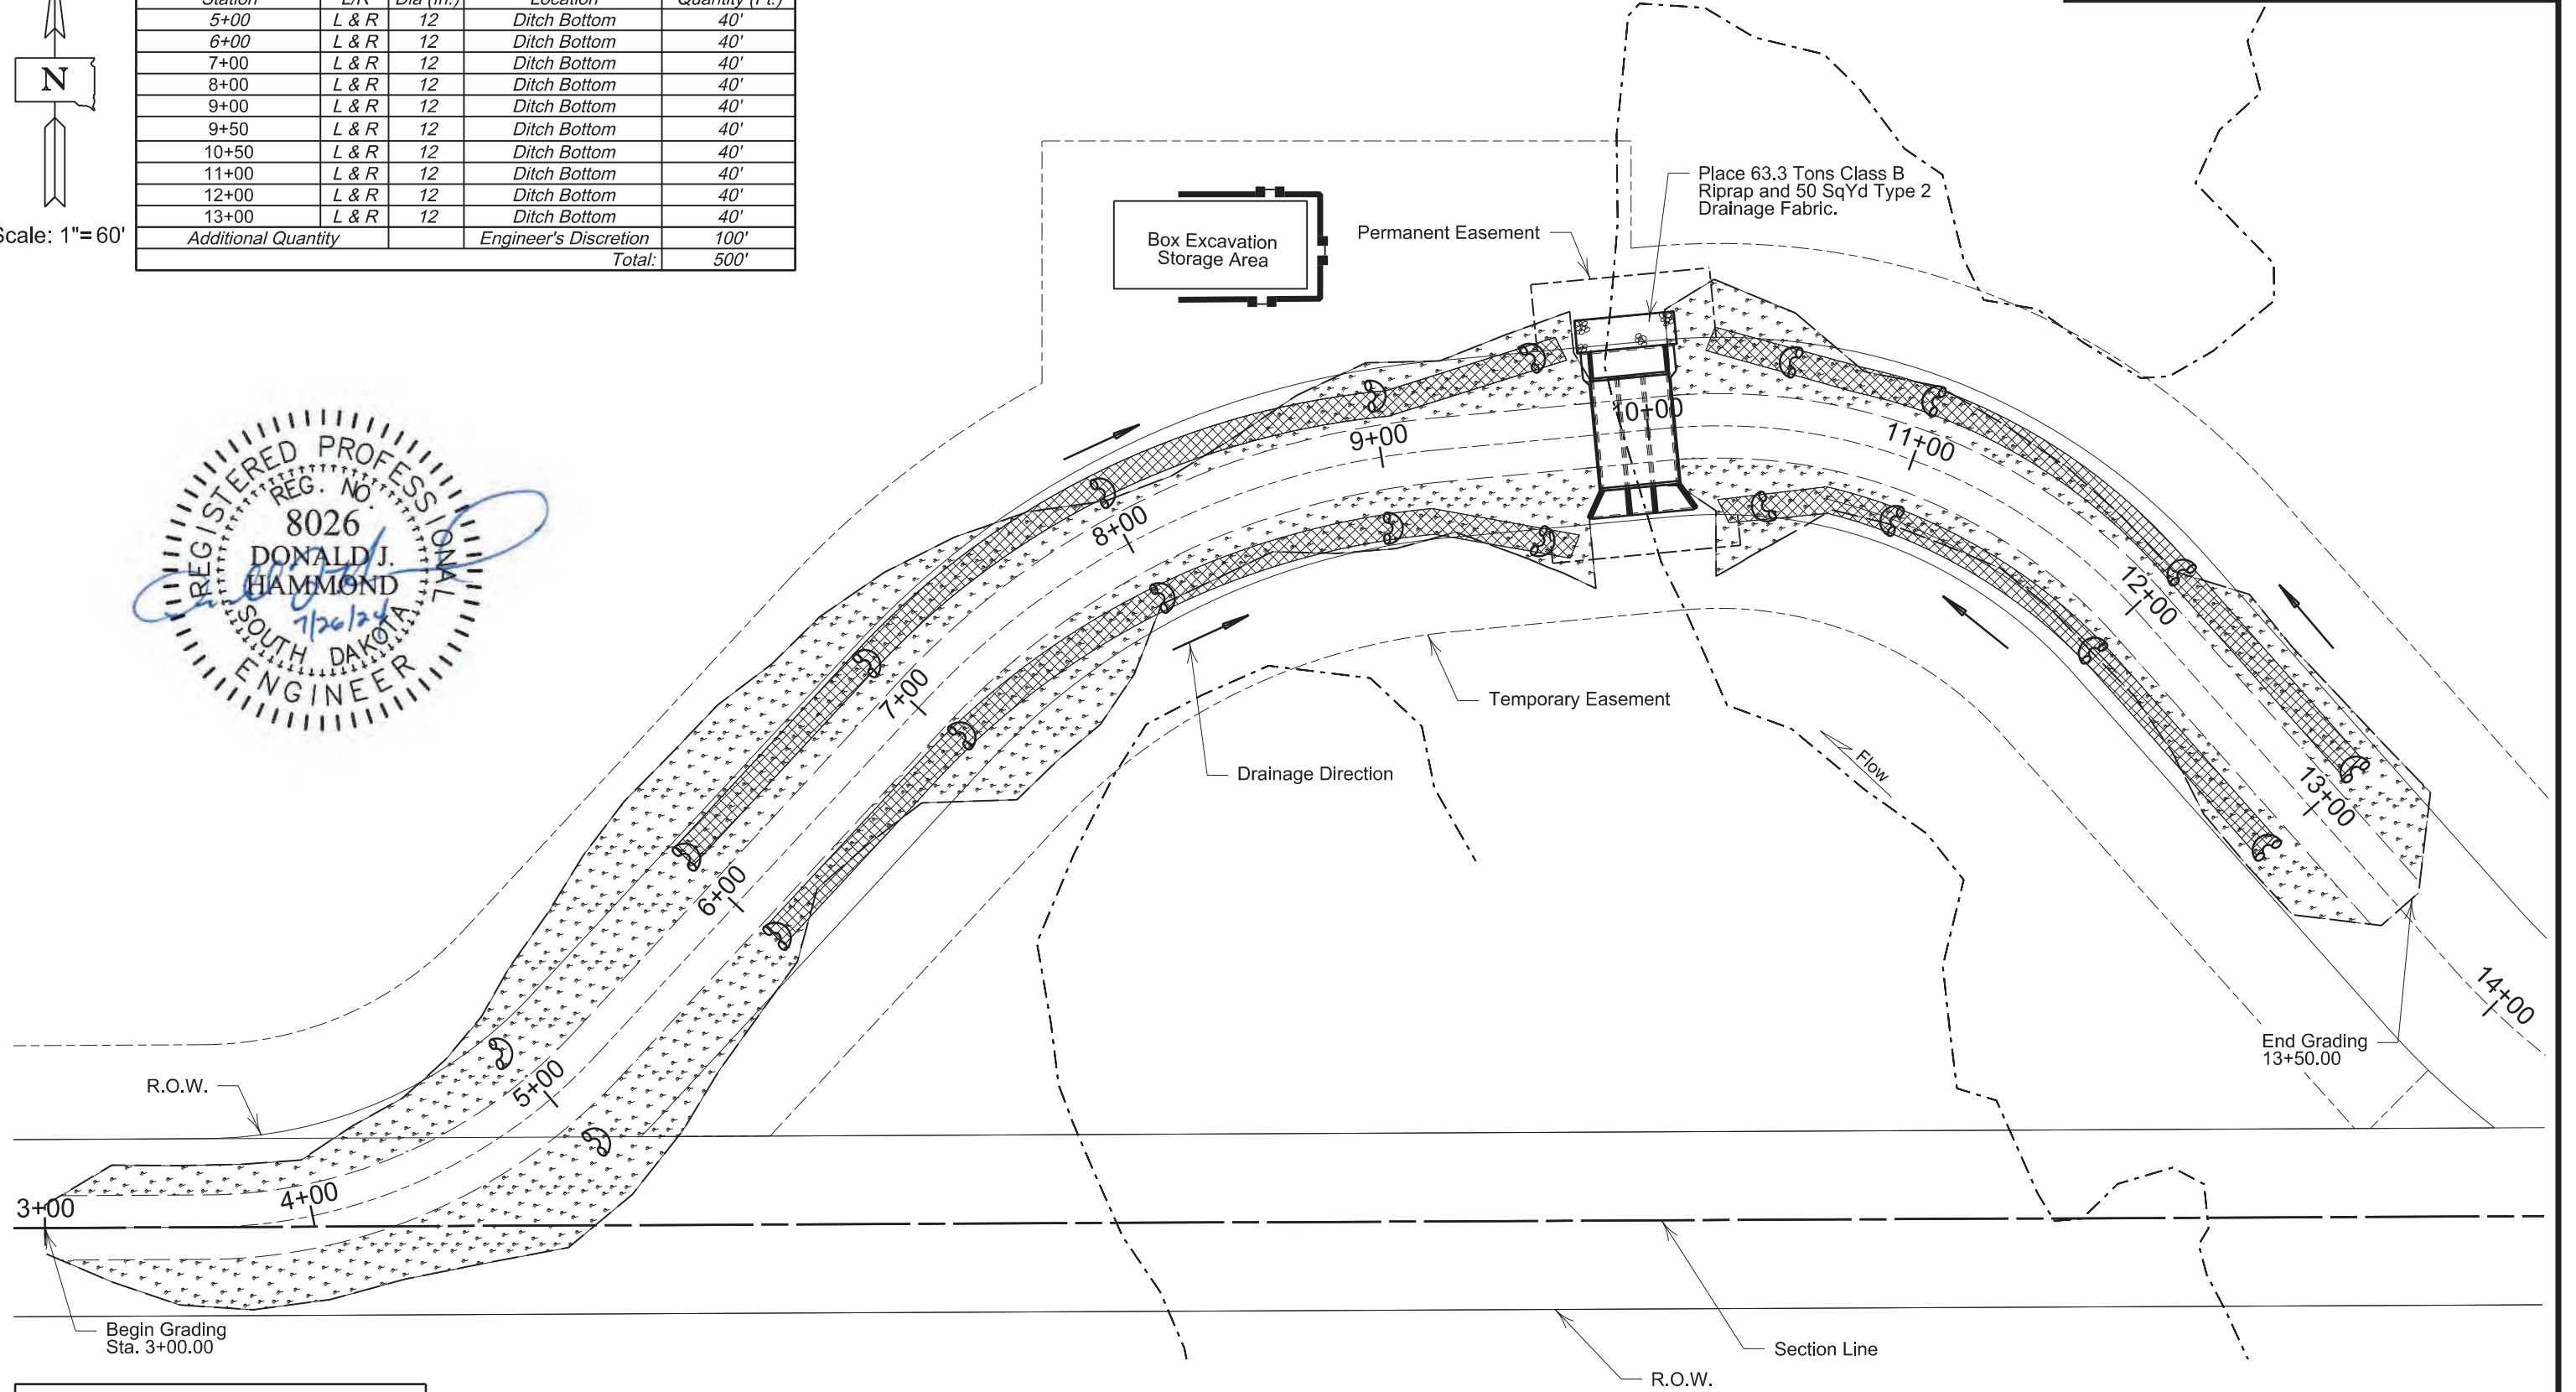 Station L/R Dia (In.) Location Quantity (Ft.)
5+00 L & R 12 Ditch Bottom 40'
6+00 L & R 12 Ditch Bottom 40'
7+00 L & R 12 Ditch Bottom 40'
8+00 L & R 12 Ditch Bottom 40'
9+00 L & R 12 Ditch Bottom 40'
9+50 L & R 12 Ditch Bottom 40'
10+50 L & R 12 Ditch Bottom 40'
11+00 L & R 12 Ditch Bottom 40'
12+00 L & R 12 Ditch Bottom 40'
13+00 L & R 12 Ditch Bottom 40'
Additional Quantity Engineer's Discretion 100'
Total: 500'
N
Scale: 1"=60'
Box Excavation
Storage Area
Permanent Easement
Place 63.3 Tons Class B
Riprap and 50 SqYd Type 2
Drainage Fabric.
REGISTERED PROFESSIONAL
REG. NO.
8026
DONALD J.
HAMMOND
7/26/24
SOUTH DAKOTA
ENGINEER
10+00
9+00
11+00
8+00
12+00
7+00
Temporary Easement
Drainage Direction
Flow
13+00
6+00
14+00
End Grading
13+50.00
5+00
R.O.W.
4+00
3+00
Begin Grading
Sta. 3+00.00
Section Line
R.O.W.